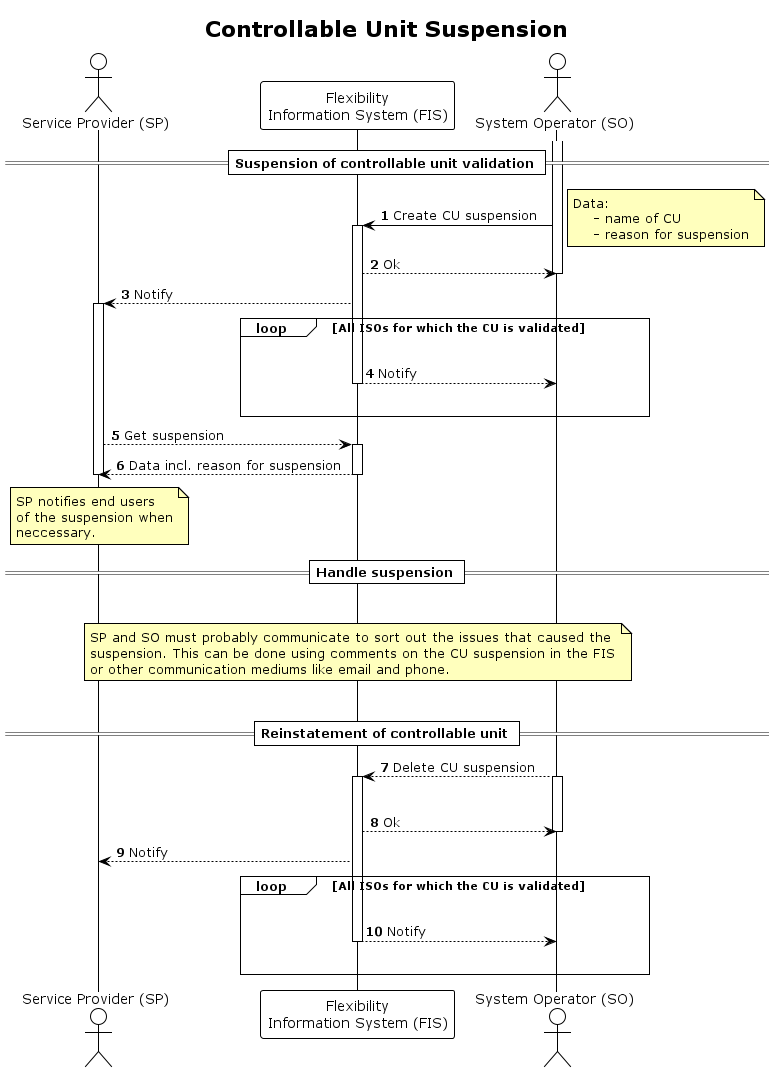 Controllable Unit Suspension
Service Provider (SP)
Flexibility
Information System (FIS)
System Operator (SO)
Suspension of controllable unit validation
Data:
- name of CU
- reason for suspension
1 Create CU suspension
2 Ok
3 Notify
loop [All ISOs for which the CU is validated]
4 Notify
5 Get suspension
6 Data incl. reason for suspension
SP notifies end users
of the suspension when
neccessary.
Handle suspension
SP and SO must probably communicate to sort out the issues that caused the
suspension. This can be done using comments on the CU suspension in the FIS
or other communication mediums like email and phone.
Reinstatement of controllable unit
7 Delete CU suspension
8 Ok
9 Notify
loop [All ISOs for which the CU is validated]
10 Notify
Service Provider (SP)
Flexibility
Information System (FIS)
System Operator (SO)